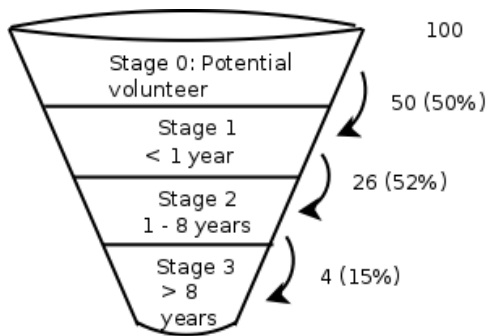 100
Stage 0: Potential
volunteer
50 (50%)
Stage 1
< 1 year
26 (52%)
Stage 2
1 - 8 years
4 (15%)
Stage 3
> 8
years